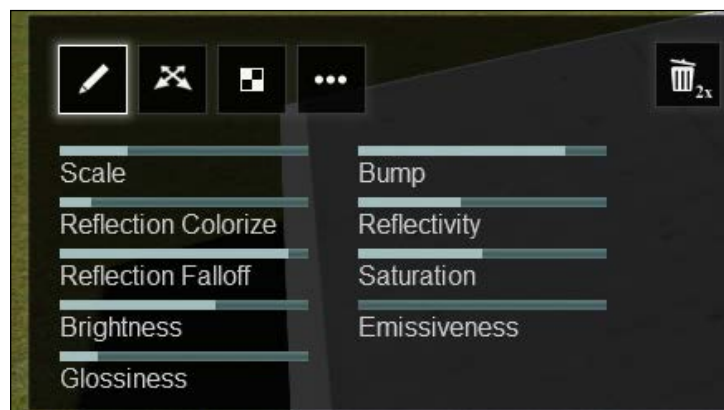 2x
Scale
Bump
Reflection Colorize
Reflectivity
Reflection Falloff
Saturation
Brightness
Emissiveness
Glossiness